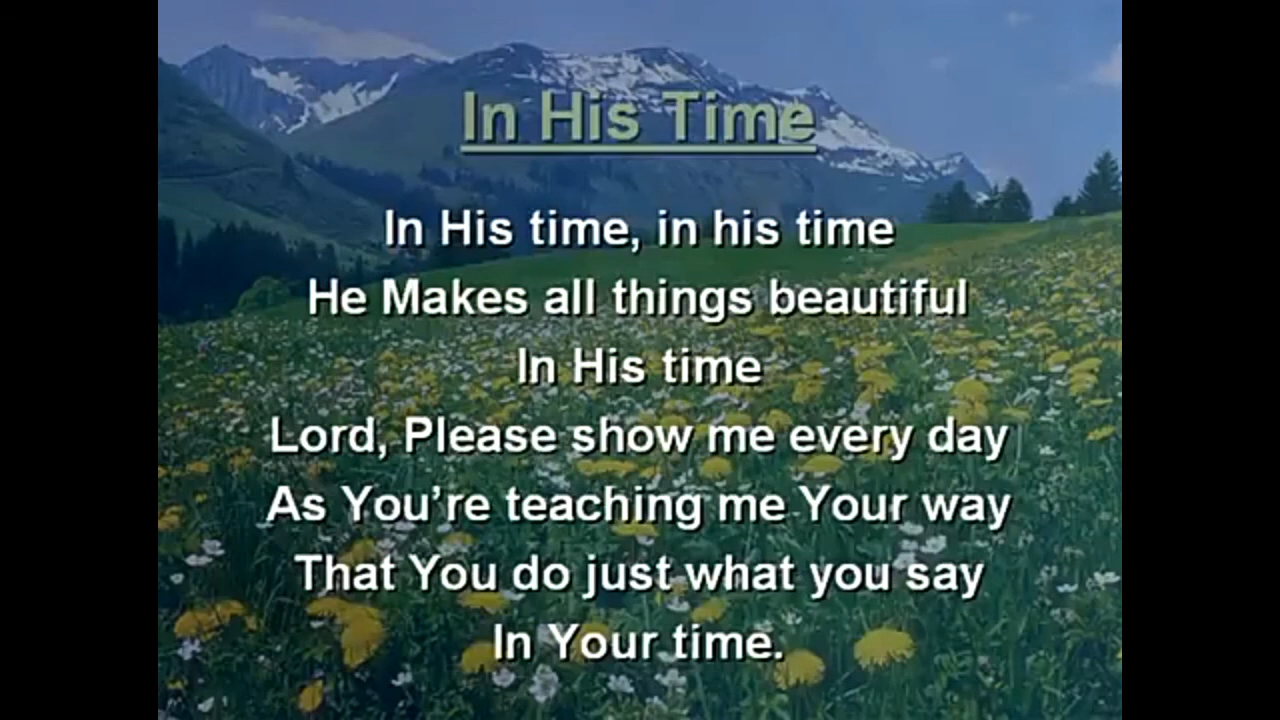 In His Time
In His time, in his time
He Makes all things beautiful
In His time
Lord, Please show me every day
As You’re teaching me Your way
That You do just what you say
In Your time.